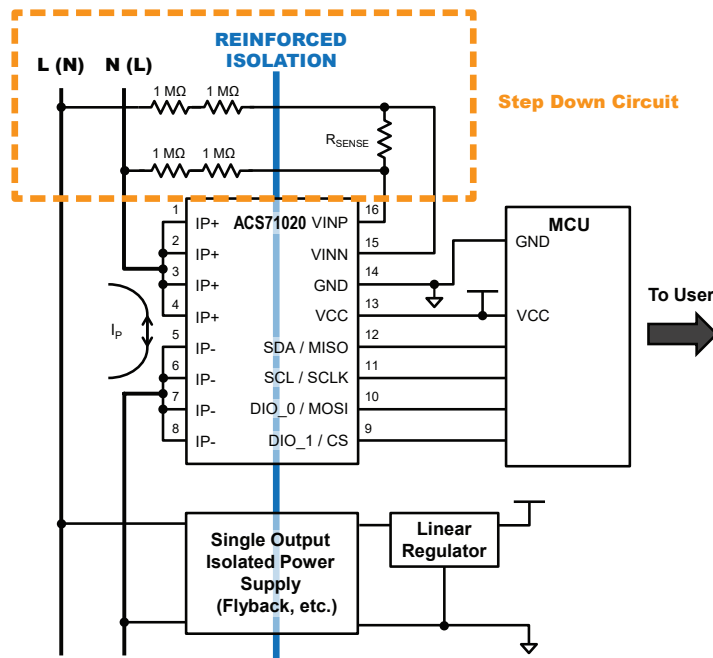 REINFORCED
ISOLATION
L (N)
N (L)
1 MΩ
1 MΩ
Step Down Circuit
RSENSE
1 MΩ
1 MΩ
ACS71020
1
IP+
2
IP+
3
IP+
4
IP+
5
IP-
6
IP-
7
IP-
8
IP-
16
VINP
15
VINN
14
GND
13
VCC
12
SDA / MISO
11
SCL / SCLK
10
DIO_0 / MOSI
9
DIO_1 / CS
IP
MCU
GND
VCC
To User
Single Output
Isolated Power
Supply
(Flyback, etc.)
Linear
Regulator